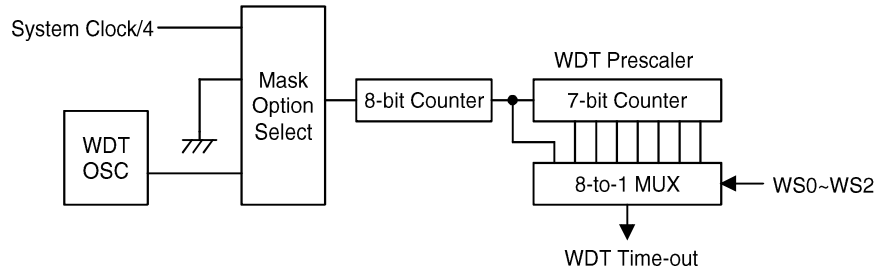 System Clock/4
WDT Prescaler
Mask
Option
Select
8-bit Counter
7-bit Counter
WDT
OSC
8-to-1 MUX
WS0~WS2
WDT Time-out